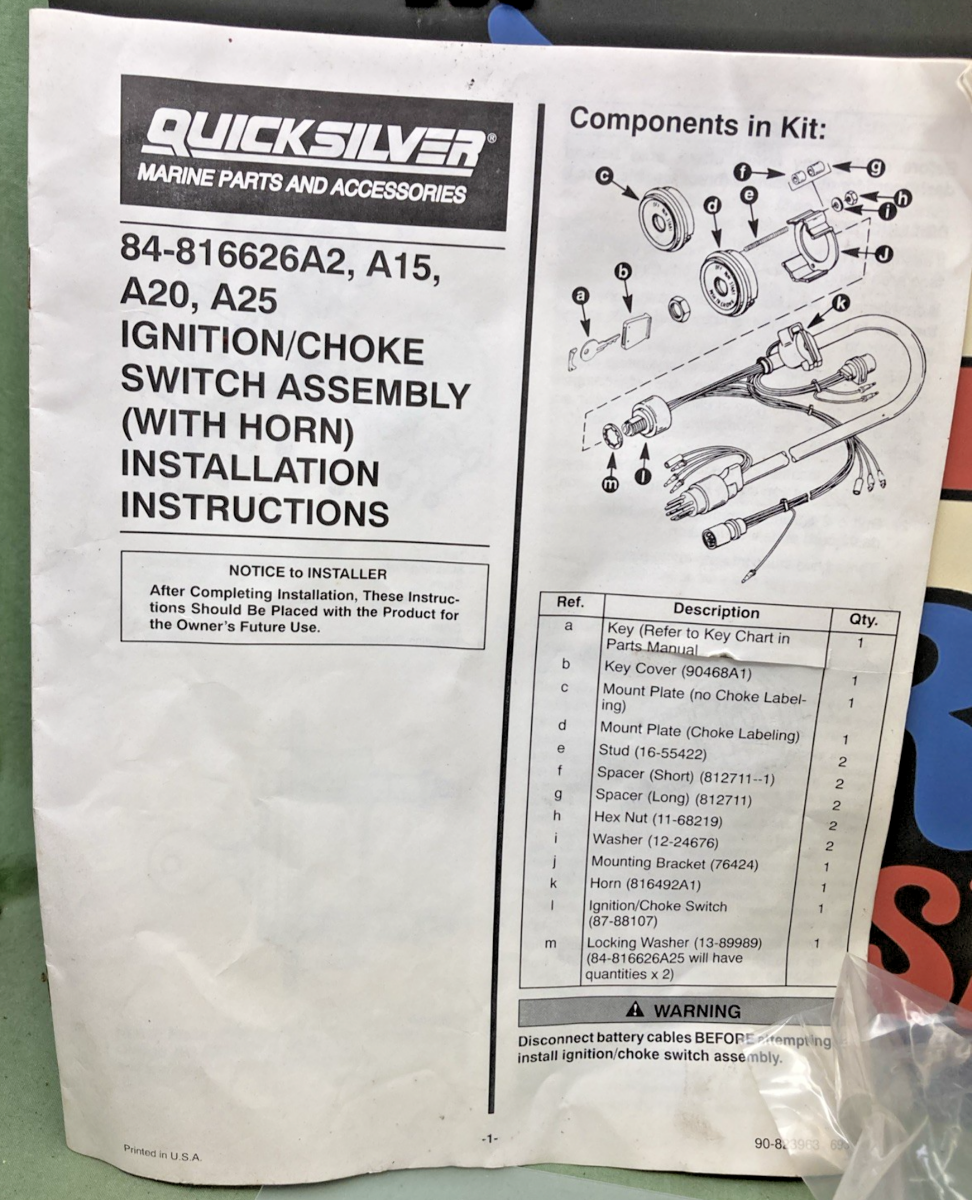 QUICKSILVER®
MARINE PARTS AND ACCESSORIES
84-816626A2, A15,
A20, A25
IGNITION/CHOKE
SWITCH ASSEMBLY
(WITH HORN)
INSTALLATION
INSTRUCTIONS
NOTICE to INSTALLER
After Completing Installation, These Instruc-
tions Should Be Placed with the Product for
the Owner's Future Use.
Components in Kit:
a
b
c
d
e
f
g
h
i
j
k
l
m
Ref. Description Qty.
a Key (Refer to Key Chart in 1
Parts Manual
b Key Cover (90468A1) 1
c Mount Plate (no Choke Label- 1
ing)
d Mount Plate (Choke Labeling) 1
e Stud (16-55422) 2
f Spacer (Short) (812711--1) 2
g Spacer (Long) (812711) 2
h Hex Nut (11-68219) 2
i Washer (12-24676) 2
j Mounting Bracket (76424) 1
k Horn (816492A1) 1
l Ignition/Choke Switch 1
(87-88107)
m Locking Washer (13-89989) 1
(84-816626A25 will have
quantities x 2)
WARNING
Disconnect battery cables BEFORE attempting
install ignition/choke switch assembly.
Printed in U.S.A.
-1-